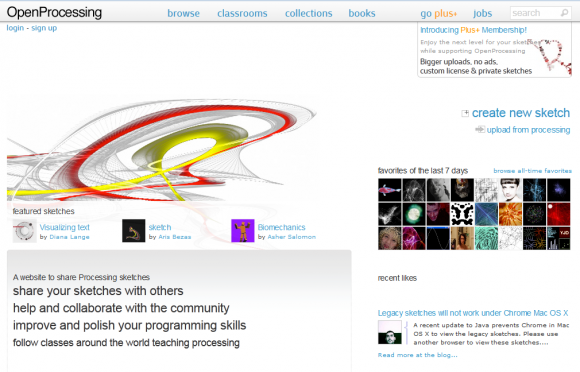 OpenProcessing
browse classrooms collections books go plus+ jobs search
login - sign up
Introducing Plus+ Membership!
Enjoy the next level for your sketches
while supporting OpenProcessing
Bigger uploads, no ads,
custom license & private sketches
create new sketch
upload from processing
favorites of the last 7 days browse all-time favorites
featured sketches
Visualizing text
by Diana Lange
sketch
by Aris Bezas
Biomechanics
by Asher Salomon
A website to share Processing sketches
share your sketches with others
help and collaborate with the community
improve and polish your programming skills
follow classes around the world teaching processing
recent likes
Legacy sketches will not work under Chrome Mac OS X
A recent update to Java prevents Chrome in Mac
OS X to view the legacy sketches. Please use
another browser to view these sketches....
Read more at the blog...